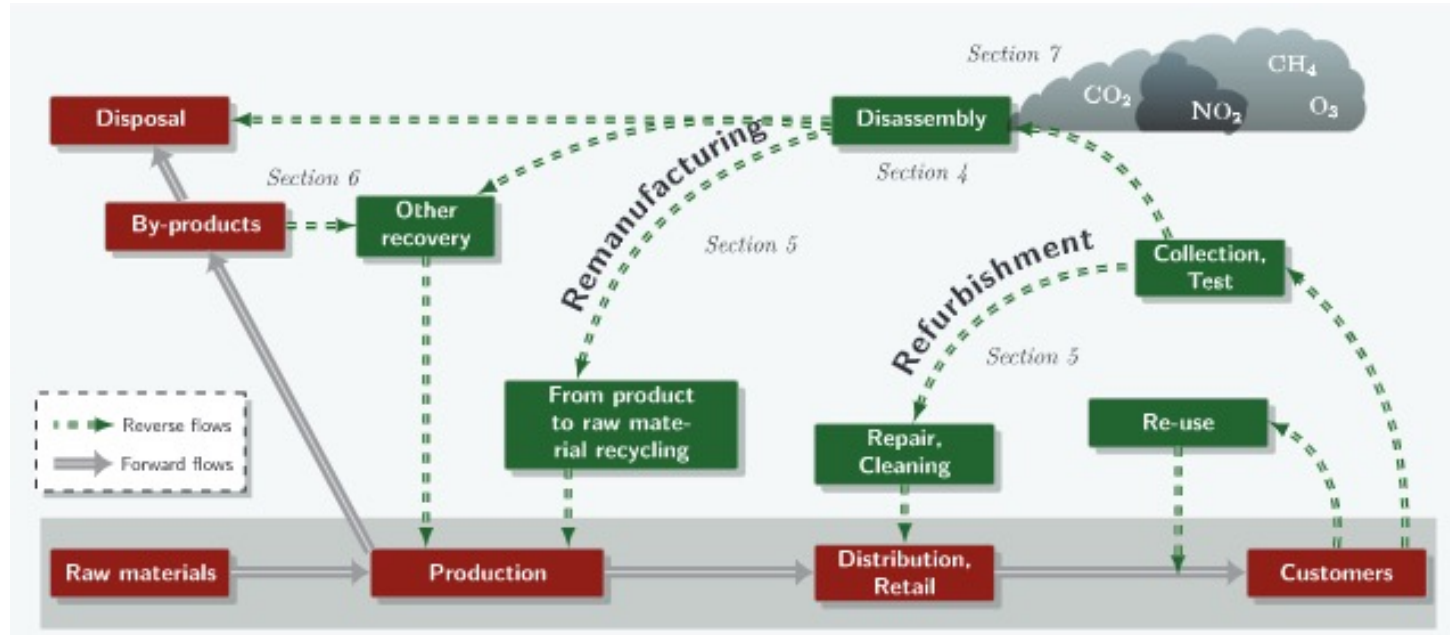 Section 7
CH₄
CO₂
NO₂
O₃
Disposal
Disassembly
Remanufacturing
Section 4
Section 6
By-products
Other
recovery
Section 5
Refurbishment
Collection,
Test
Section 5
From product
to raw mate-
rial recycling
Reverse flows
Forward flows
Repair,
Cleaning
Re-use
Raw materials
Production
Distribution,
Retail
Customers